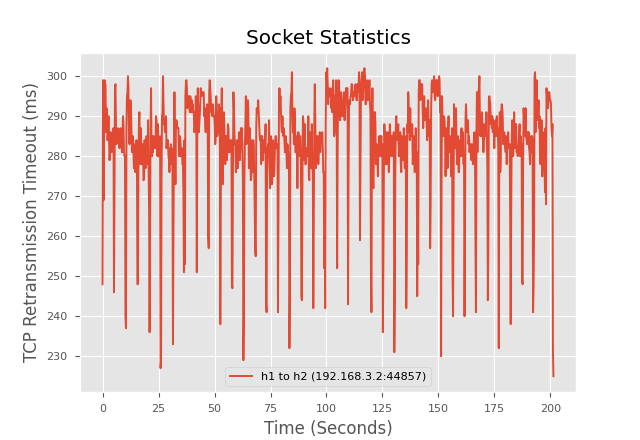 Socket Statistics
TCP Retransmission Timeout (ms)
300
290
280
270
260
250
240
230
h1 to h2 (192.168.3.2:44857)
0 25 50 75 100 125 150 175 200
Time (Seconds)